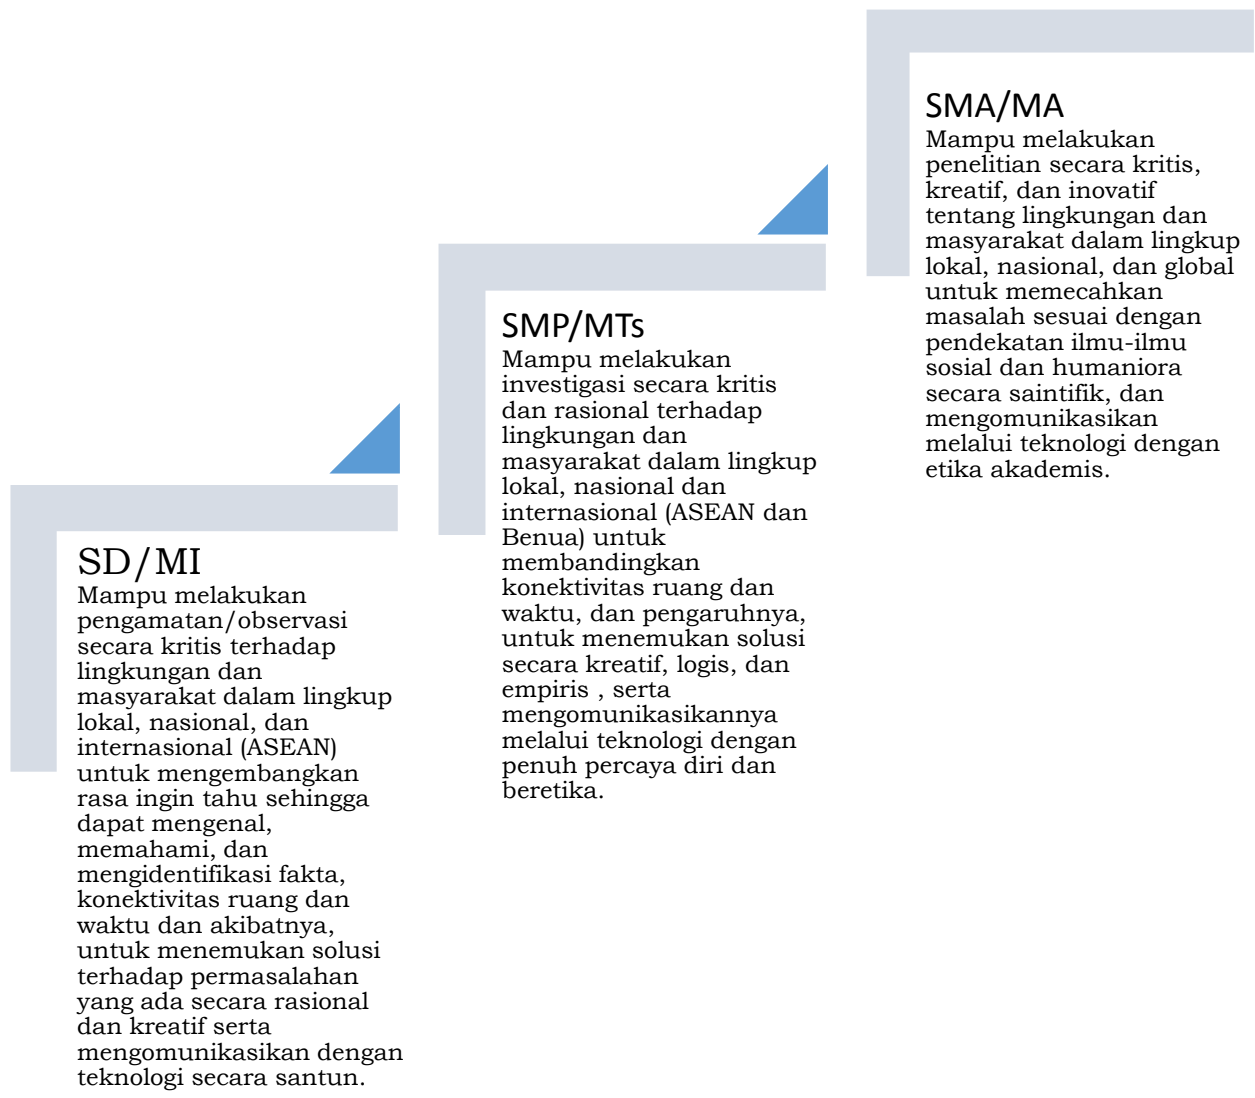 SD/MI
Mampu melakukan
pengamatan/observasi
secara kritis terhadap
lingkungan dan
masyarakat dalam lingkup
lokal, nasional, dan
internasional (ASEAN)
untuk mengembangkan
rasa ingin tahu sehingga
dapat mengenal,
memahami, dan
mengidentifikasi fakta,
konektivitas ruang dan
waktu dan akibatnya,
untuk menemukan solusi
terhadap permasalahan
yang ada secara rasional
dan kreatif serta
mengomunikasikan dengan
teknologi secara santun.
SMP/MTs
Mampu melakukan
investigasi secara kritis
dan rasional terhadap
lingkungan dan
masyarakat dalam lingkup
lokal, nasional dan
internasional (ASEAN dan
Benua) untuk
membandingkan
konektivitas ruang dan
waktu, dan pengaruhnya,
untuk menemukan solusi
secara kreatif, logis, dan
empiris , serta
mengomunikasikannya
melalui teknologi dengan
penuh percaya diri dan
beretika.
SMA/MA
Mampu melakukan
penelitian secara kritis,
kreatif, dan inovatif
tentang lingkungan dan
masyarakat dalam lingkup
lokal, nasional, dan global
untuk memecahkan
masalah sesuai dengan
pendekatan ilmu-ilmu
sosial dan humaniora
secara saintifik, dan
mengomunikasikan
melalui teknologi dengan
etika akademis.